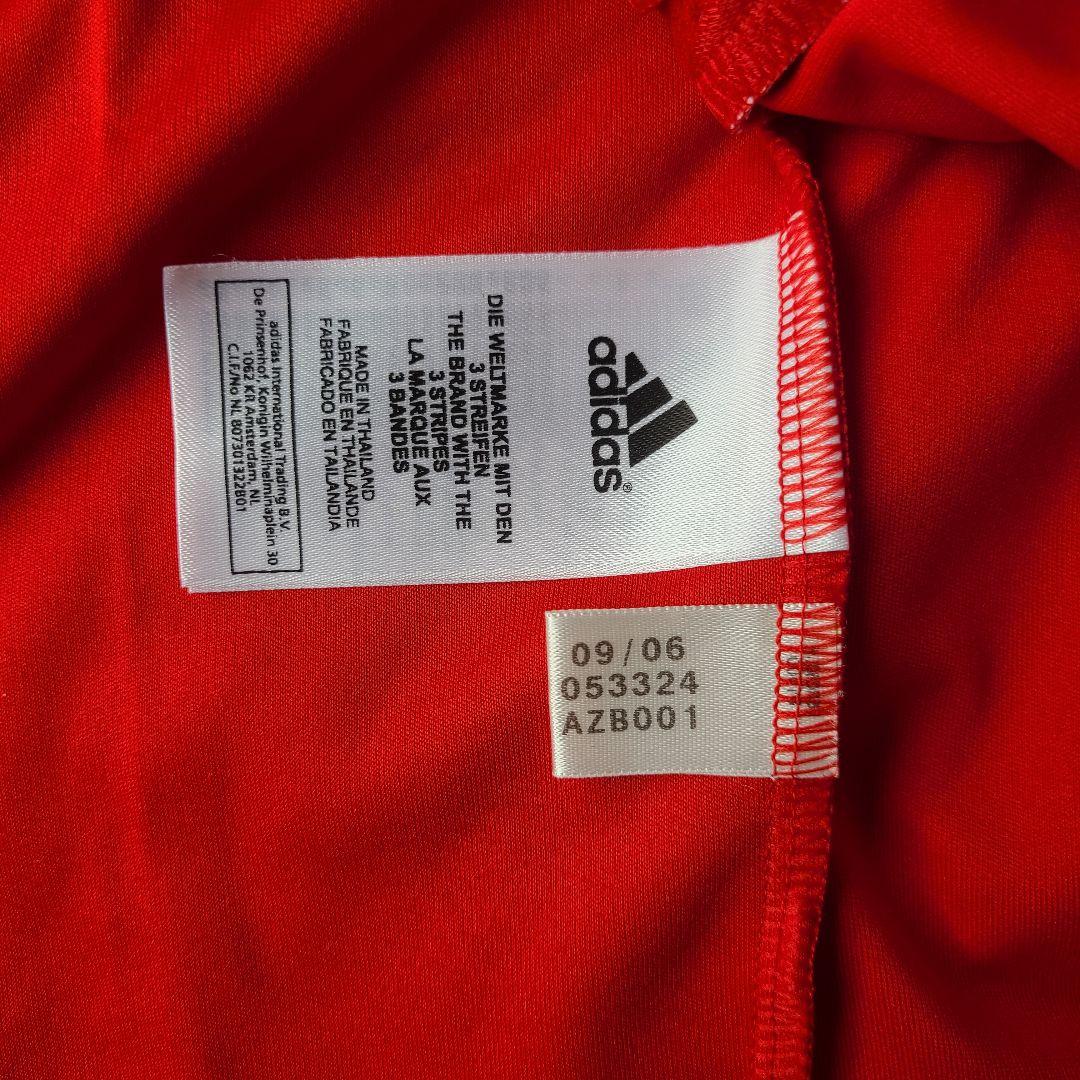 adidas®
DIE WELTMARKE MIT DEN
3 STREIFEN
THE BRAND WITH THE
3 STRIPES
LA MARQUE AUX
3 BANDES
MADE IN THAILAND
FABRIQUE EN THAILANDE
FABRICADO EN TAILANDIA
adidas International Trading B.V.
De Prinsenhof, Konigin Wilhelminaplein 30
1062 KR Amsterdam, NL
C.I.F/No NL 807301322B01
09/06
053324
AZB001